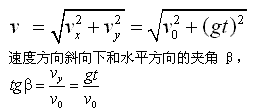 v = √(v_x² + v_y²) = √(v_0² + (gt)²)
速度方向斜向下和水平方向的夹角 β，
tgβ = v_y/v_0 = gt/v_0